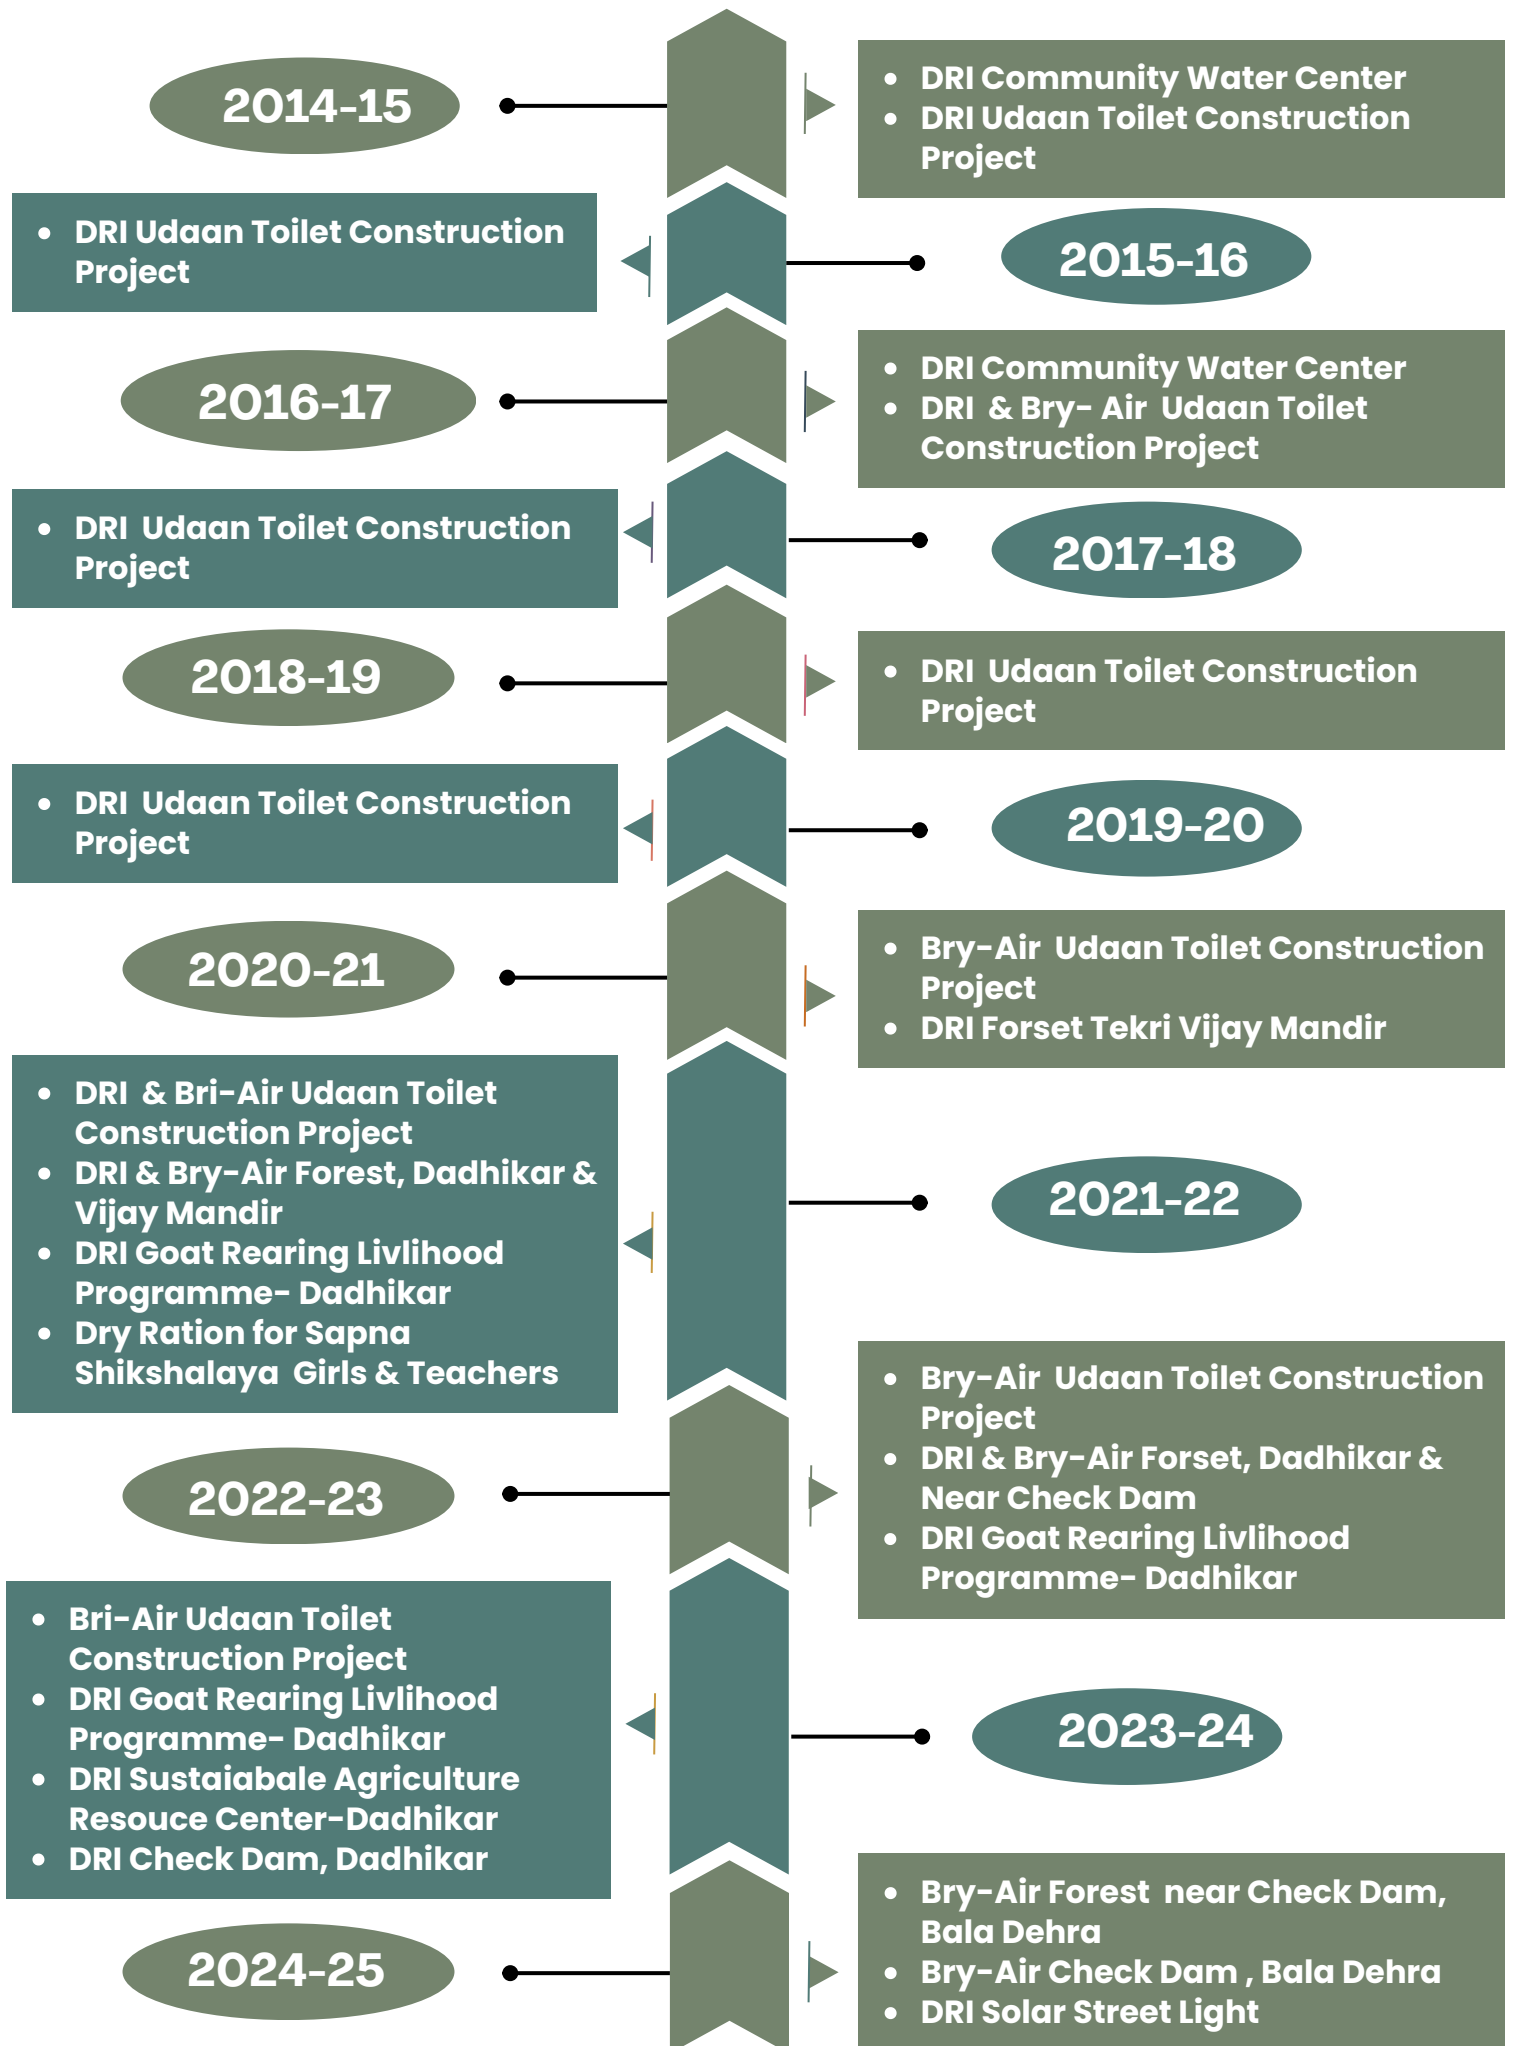 2014-15
• DRI Community Water Center
• DRI Udaan Toilet Construction
Project
2015-16
• DRI Udaan Toilet Construction
Project
2016-17
• DRI Community Water Center
• DRI & Bry- Air Udaan Toilet
Construction Project
2017-18
• DRI Udaan Toilet Construction
Project
2018-19
• DRI Udaan Toilet Construction
Project
2019-20
• DRI Udaan Toilet Construction
Project
2020-21
• Bry-Air Udaan Toilet Construction
Project
• DRI Forset Tekri Vijay Mandir
2021-22
• DRI & Bri-Air Udaan Toilet
Construction Project
• DRI & Bry-Air Forest, Dadhikar &
Vijay Mandir
• DRI Goat Rearing Livlihood
Programme- Dadhikar
• Dry Ration for Sapna
Shikshalaya Girls & Teachers
2022-23
• Bry-Air Udaan Toilet Construction
Project
• DRI & Bry-Air Forset, Dadhikar &
Near Check Dam
• DRI Goat Rearing Livlihood
Programme- Dadhikar
2023-24
• Bri-Air Udaan Toilet
Construction Project
• DRI Goat Rearing Livlihood
Programme- Dadhikar
• DRI Sustaiabale Agriculture
Resouce Center-Dadhikar
• DRI Check Dam, Dadhikar
2024-25
• Bry-Air Forest near Check Dam,
Bala Dehra
• Bry-Air Check Dam , Bala Dehra
• DRI Solar Street Light